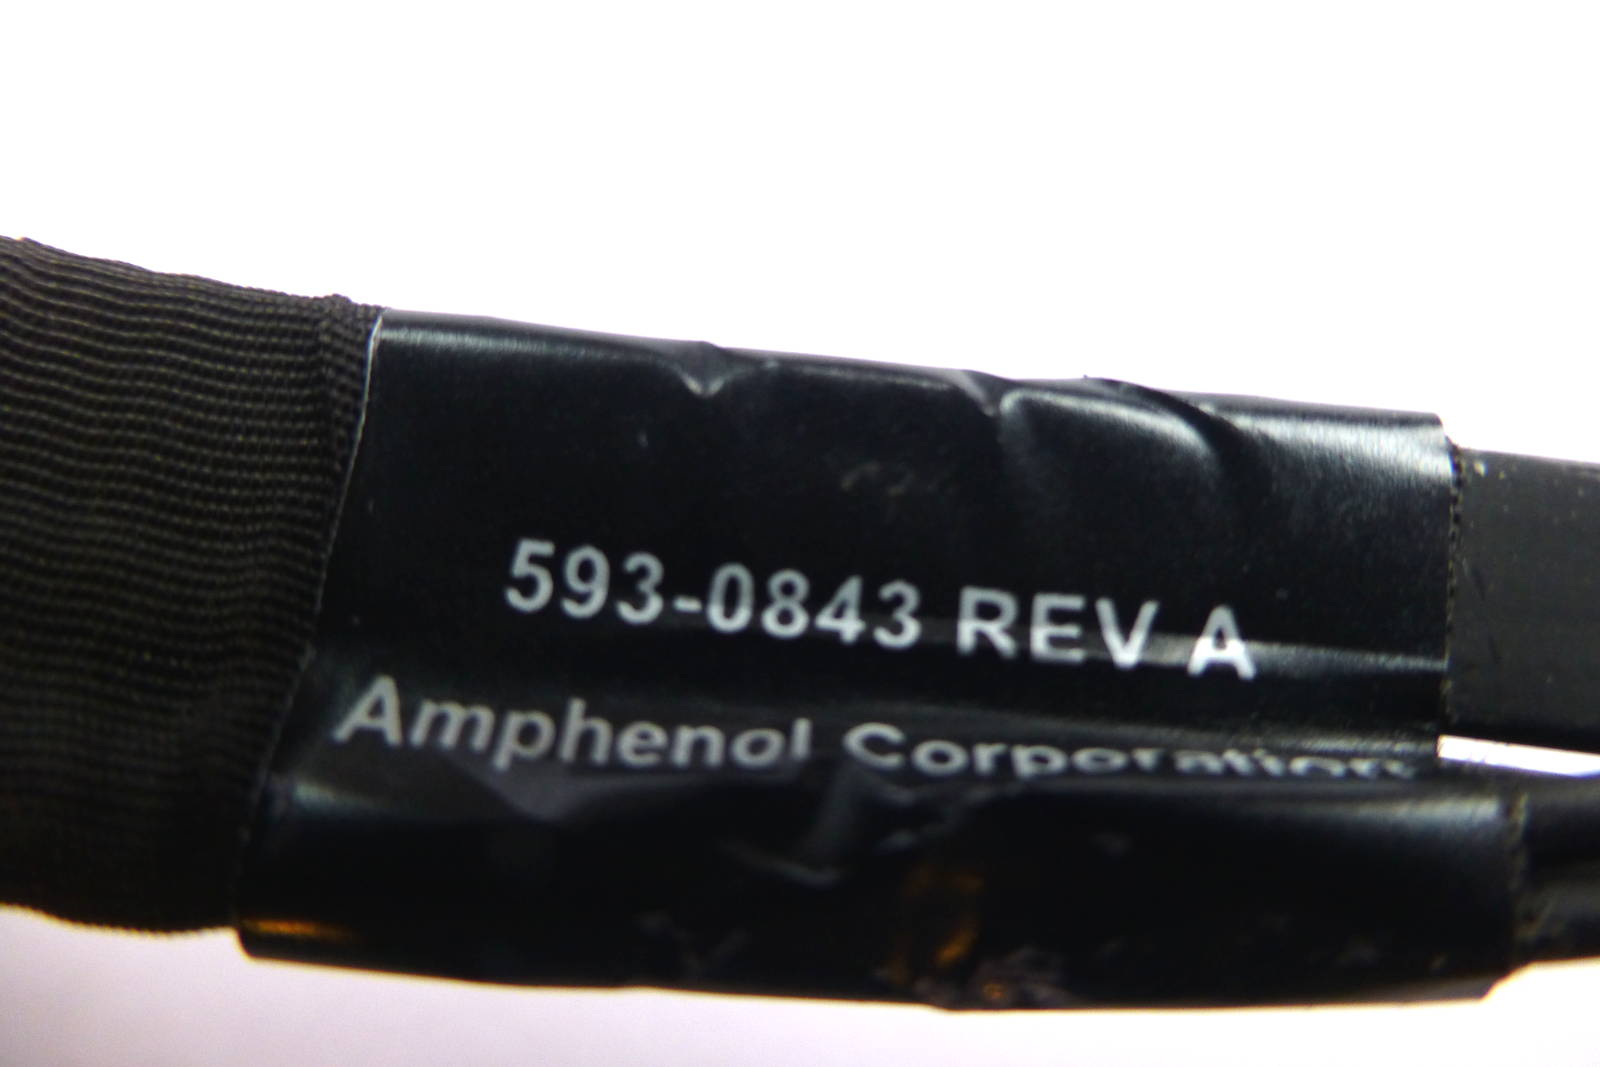 593-0843 REV A
Amphenol Corporation